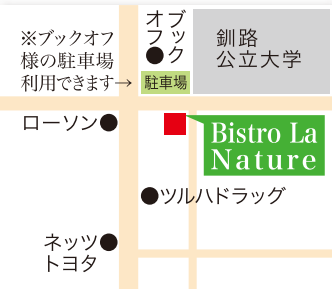 ※ブックオフ
様の駐車場
利用できます→
ブック
オフ
駐車場
釧路
公立大学
ローソン
Bistro La
Nature
ツルハドラッグ
ネッツ
トヨタ